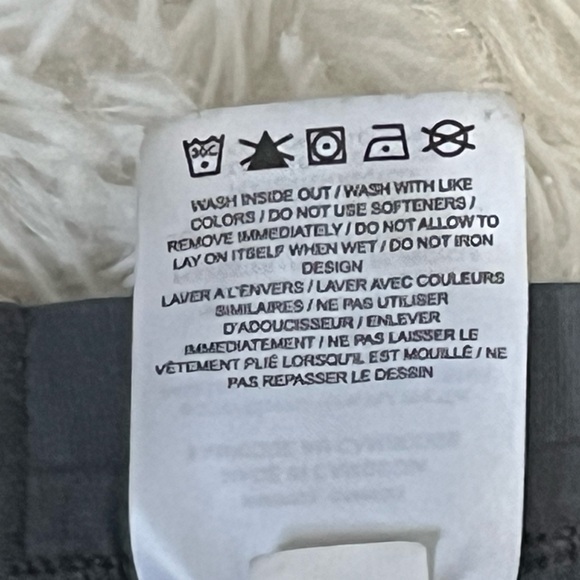 30C
WASH INSIDE OUT / WASH WITH LIKE
COLORS / DO NOT USE SOFTENERS /
REMOVE IMMEDIATELY / DO NOT ALLOW TO
LAY ON ITSELF WHEN WET / DO NOT IRON
DESIGN
LAVER A L'ENVERS / LAVER AVEC COULEURS
SIMILAIRES / NE PAS UTILISER
D'ADOUCISSEUR / ENLEVER
IMMEDIATEMENT / NE PAS LAISSER LE
VÊTEMENT PLIÉ LORSQU'IL EST MOUILLÉ / NE
PAS REPASSER LE DESSIN